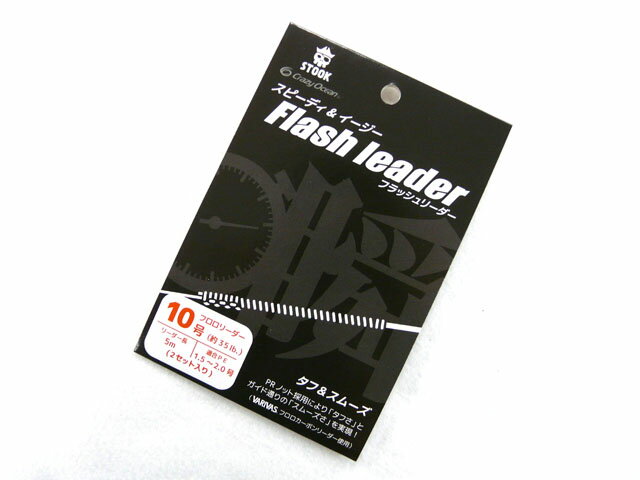 STOOK
Crazy Ocean
スピーディ&イージー
Flash leader
フラッシュリーダー
瞬
フロロリーダー
10号(約35lb.)
リーダー長
5m
(2セット入り)
適合PE
1.5~2.0号
タフ&スムーズ
PRノット採用により「タフさ」と
ガイド通りの「スムーズさ」を実現!
(VARIVAS フロロカーボンリーダー使用)